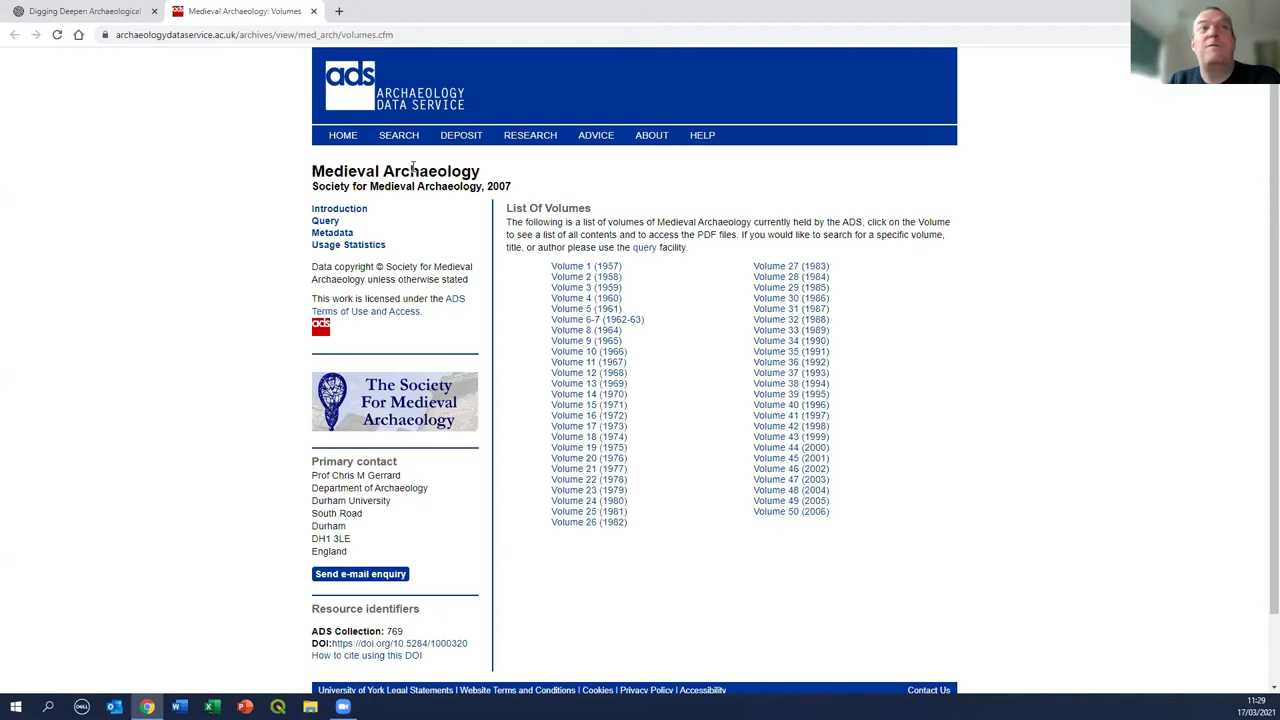 Digging Deeper: Archaeological
Medieval Archaeology: Volumes
archaeologydataservice.ac.uk/archives/view/med_arch/volumes.cfm
ads ARCHAEOLOGY
DATA SERVICE
HOME SEARCH DEPOSIT RESEARCH ADVICE ABOUT HELP
Medieval Archaeology
Society for Medieval Archaeology, 2007
Introduction
Query
Metadata
Usage Statistics
Data copyright © Society for Medieval
Archaeology unless otherwise stated
This work is licensed under the ADS
Terms of Use and Access.
ads
The Society
For Medieval
Archaeology
Primary contact
Prof Chris M Gerrard
Department of Archaeology
Durham University
South Road
Durham
DH1 3LE
England
Send e-mail enquiry
Resource identifiers
ADS Collection: 769
DOI:https://doi.org/10.5284/1000320
How to cite using this DOI
List Of Volumes
The following is a list of volumes of Medieval Archaeology currently held by the ADS, click on the Volume
to see a list of all contents and to access the PDF files. If you would like to search for a specific volume,
title, or author please use the query facility.
Volume 1 (1957)
Volume 2 (1958)
Volume 3 (1959)
Volume 4 (1960)
Volume 5 (1961)
Volume 6-7 (1962-63)
Volume 8 (1964)
Volume 9 (1965)
Volume 10 (1966)
Volume 11 (1967)
Volume 12 (1968)
Volume 13 (1969)
Volume 14 (1970)
Volume 15 (1971)
Volume 16 (1972)
Volume 17 (1973)
Volume 18 (1974)
Volume 19 (1975)
Volume 20 (1976)
Volume 21 (1977)
Volume 22 (1978)
Volume 23 (1979)
Volume 24 (1980)
Volume 25 (1981)
Volume 26 (1982)
Volume 27 (1983)
Volume 28 (1984)
Volume 29 (1985)
Volume 30 (1986)
Volume 31 (1987)
Volume 32 (1988)
Volume 33 (1989)
Volume 34 (1990)
Volume 35 (1991)
Volume 36 (1992)
Volume 37 (1993)
Volume 38 (1994)
Volume 39 (1995)
Volume 40 (1996)
Volume 41 (1997)
Volume 42 (1998)
Volume 43 (1999)
Volume 44 (2000)
Volume 45 (2001)
Volume 46 (2002)
Volume 47 (2003)
Volume 48 (2004)
Volume 49 (2005)
Volume 50 (2006)
University of York Legal Statements | Website Terms and Conditions | Cookies | Privacy Policy | Accessibility Contact Us
DELL
11:29
17/03/2021